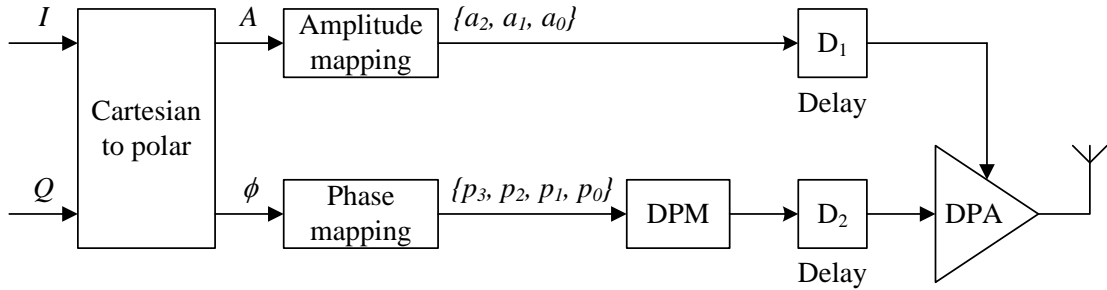 I
A
Amplitude
mapping
{a₂, a₁, a₀}
D₁
Delay
Cartesian
to polar
Q
ϕ
Phase
mapping
{p₃, p₂, p₁, p₀}
DPM
D₂
Delay
DPA